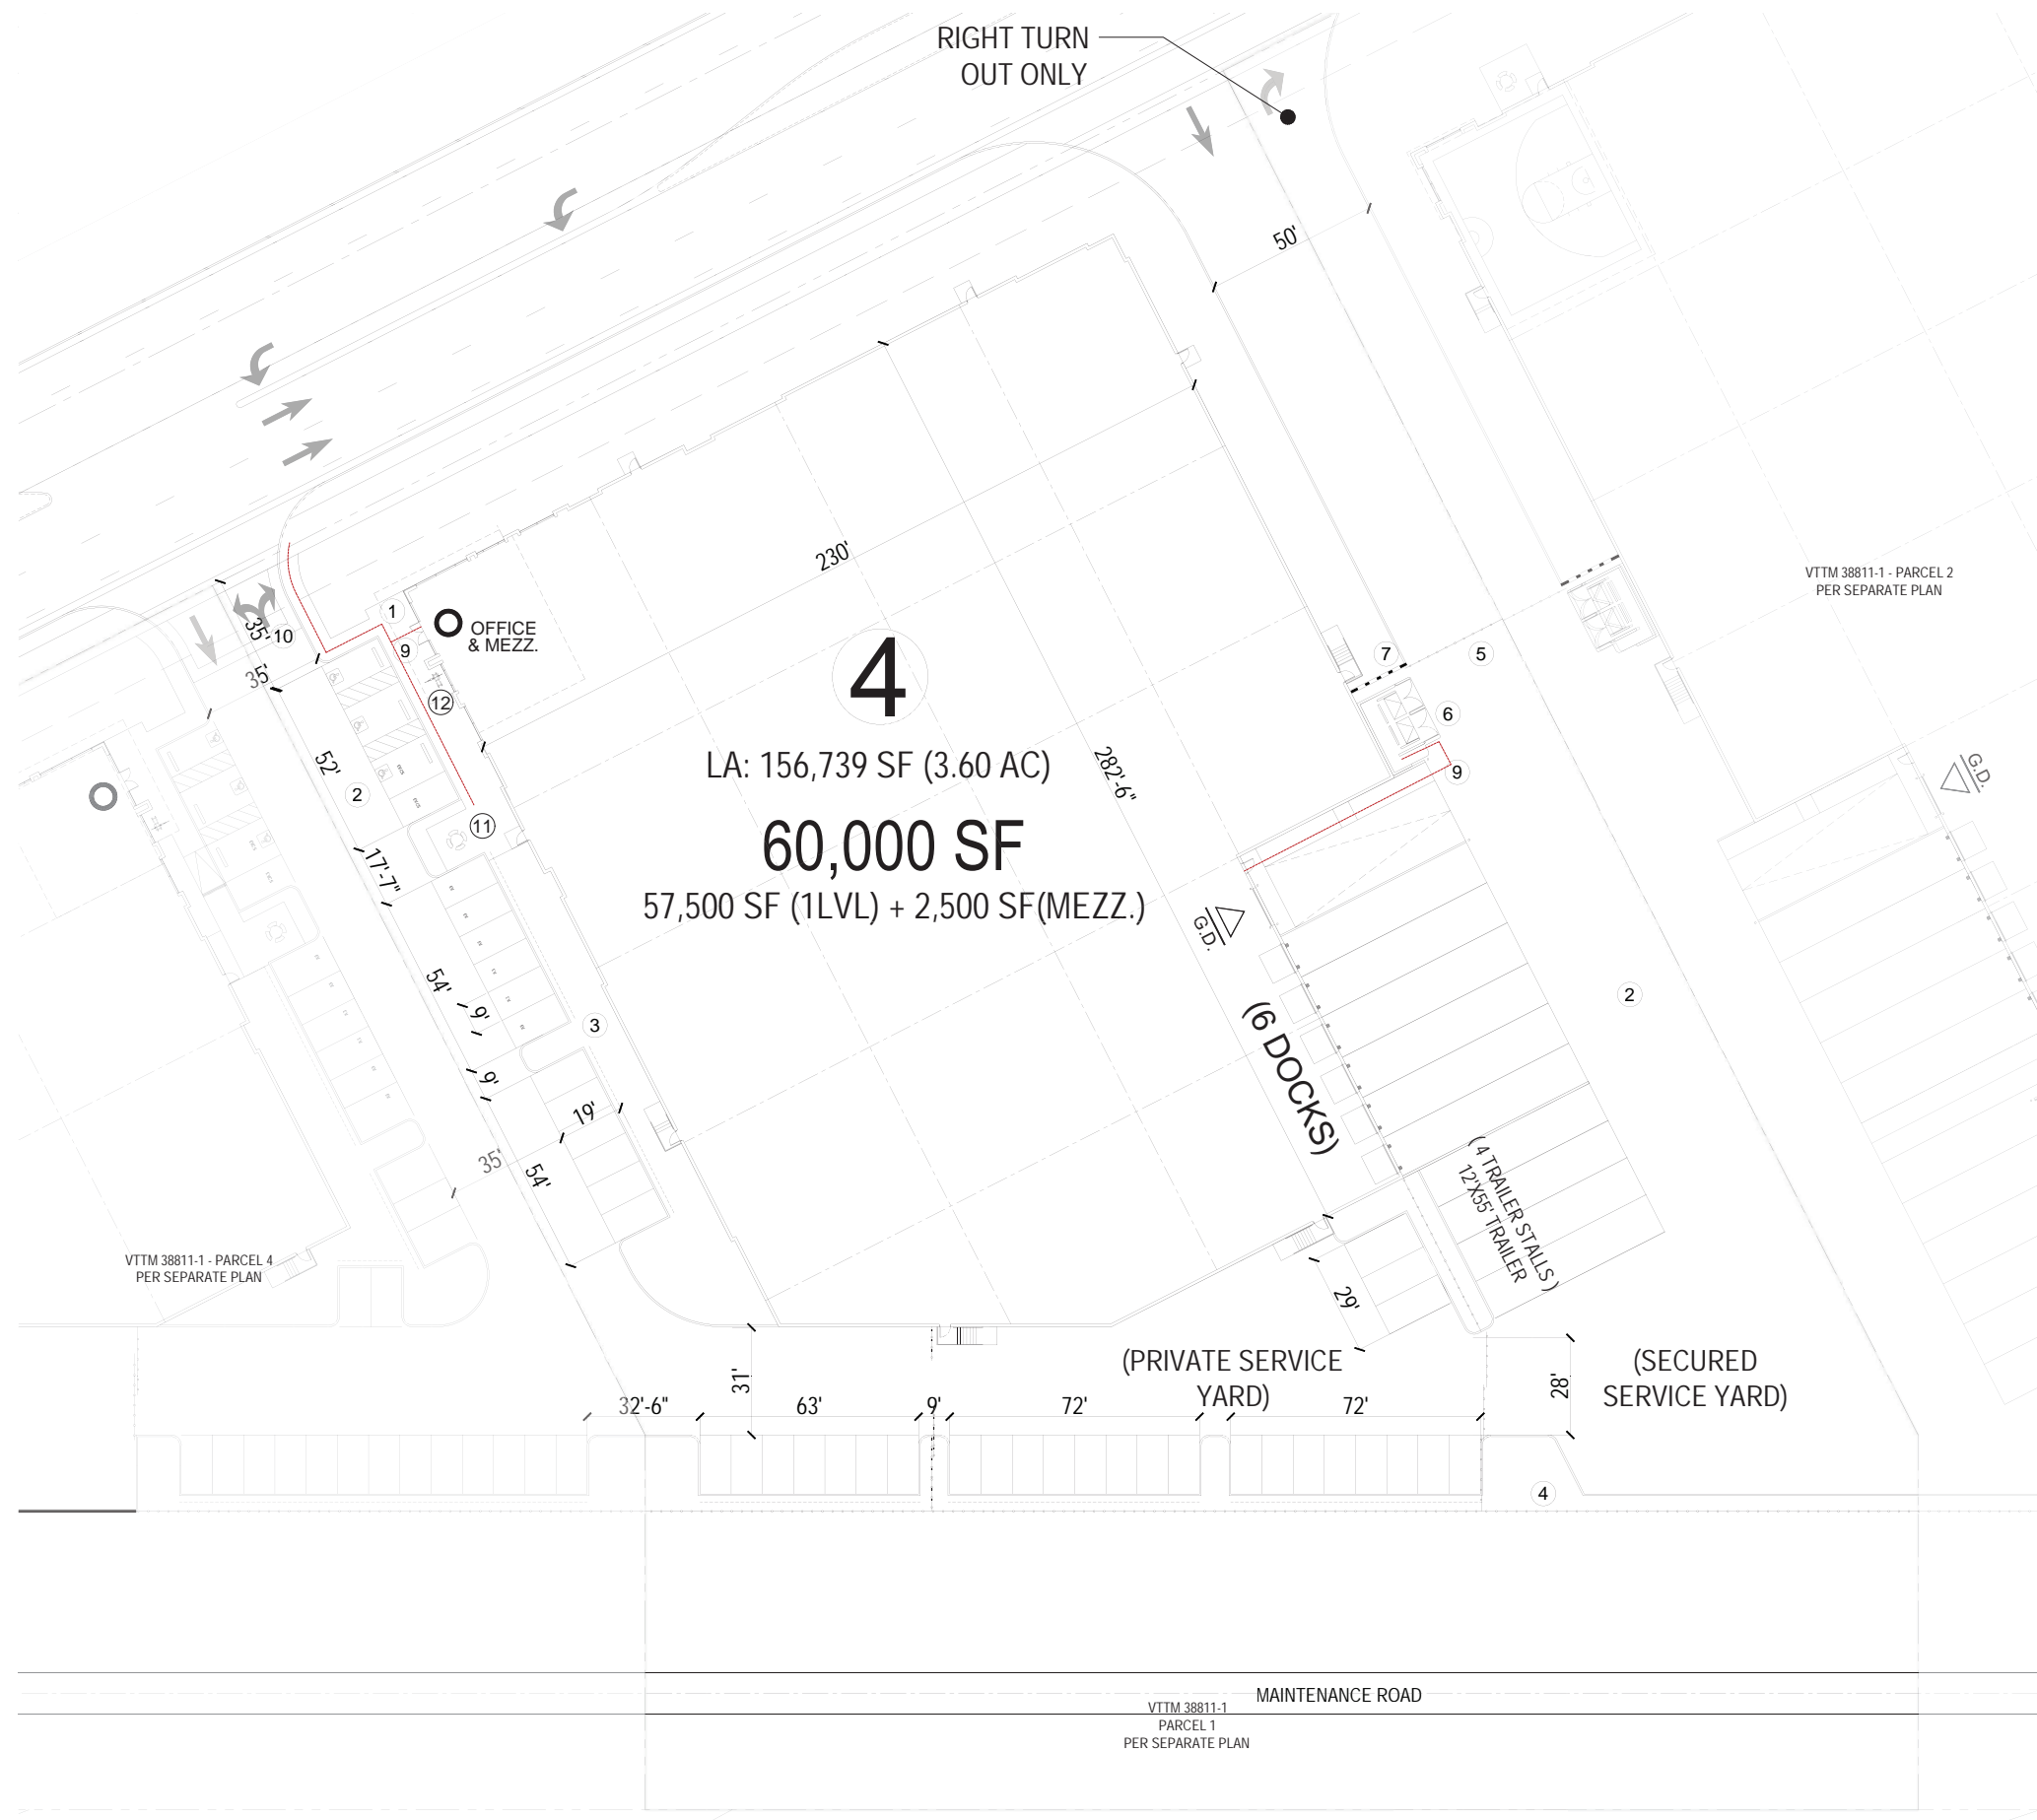 RIGHT TURN
OUT ONLY
50'
230'
VTTM 38811-1 - PARCEL 2
PER SEPARATE PLAN
1
OFFICE
& MEZZ.
10
35'
9
35'
12
4
7
5
6
52'
2
LA: 156,739 SF (3.60 AC)
282'-6"
9
G.D.
11
60,000 SF
17'-7"
57,500 SF (1LVL) + 2,500 SF(MEZZ.)
G.D.
54'
9'
3
2
(6 DOCKS)
9'
19'
35'
54'
(4 TRAILER STALLS)
12'X55' TRAILER
VTTM 38811-1 - PARCEL 4
PER SEPARATE PLAN
29'
31'
(PRIVATE SERVICE
YARD)
28'
(SECURED
SERVICE YARD)
32'-6"
63'
9'
72'
72'
4
MAINTENANCE ROAD
VTTM 38811-1
PARCEL 1
PER SEPARATE PLAN